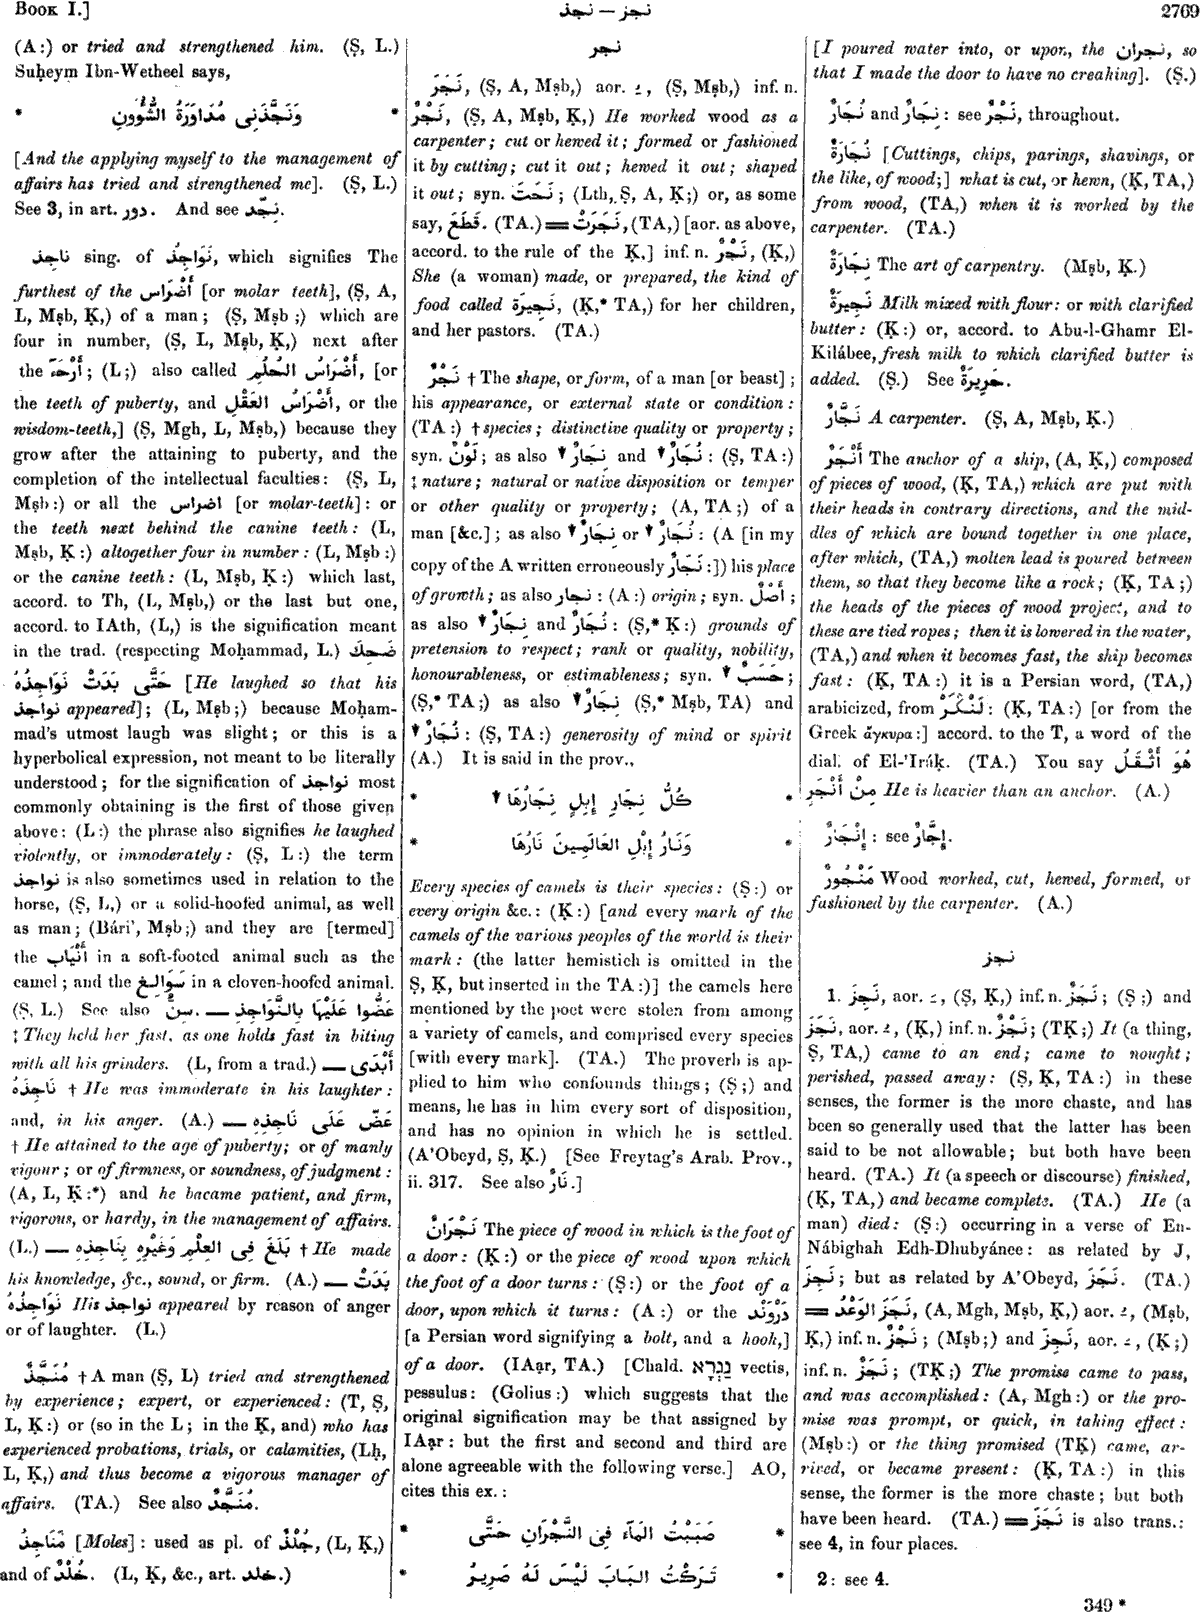 BOOK I.]
نجز — نجذ
2769
(A:) or tried and strengthened him. (Ṣ, L.)
Suḥeym Ibn-Wetheel says,
* وَنَجَّذَنِى مُدَاوَرَةُ الشُّؤُونِ *
[And the applying myself to the management of
affairs has tried and strengthened me]. (Ṣ, L.)
See 3, in art. دور. And see نجّد.
نَاجِذٌ sing. of نَوَاجِذُ, which signifies The
furthest of the أَضْرَاس [or molar teeth], (Ṣ, A,
L, Mṣb, Ḳ,) of a man; (Ṣ, Mṣb;) which are
four in number, (Ṣ, L, Mṣb, Ḳ,) next after
the أَرْحَآء; (L;) also called أَضْرَاسُ الحُلُمِ, [or
the teeth of puberty, and أَضْرَاسُ العَقْلِ, or the
wisdom-teeth,] (Ṣ, Mgh, L, Mṣb,) because they
grow after the attaining to puberty, and the
completion of the intellectual faculties: (Ṣ, L,
Mṣb:) or all the اضراس [or molar-teeth]: or
the teeth next behind the canine teeth: (L,
Mṣb, Ḳ:) altogether four in number: (L, Mṣb:)
or the canine teeth: (L, Mṣb, Ḳ:) which last,
accord. to Th, (L, Mṣb,) or the last but one,
accord. to IAth, (L,) is the signification meant
in the trad. (respecting Moḥammad, L.) ضَحِكَ
حَتَّى بَدَتْ نَوَاجِذُهُ [He laughed so that his
نواجذ appeared]; (L, Mṣb;) because Moḥam-
mad's utmost laugh was slight; or this is a
hyperbolical expression, not meant to be literally
understood; for the signification of نواجذ most
commonly obtaining is the first of those given
above: (L:) the phrase also signifies he laughed
violently, or immoderately: (Ṣ, L:) the term
نواجذ is also sometimes used in relation to the
horse, (Ṣ, L,) or a solid-hoofed animal, as well
as man; (Bári', Mṣb;) and they are [termed]
the أَنْيَاب in a soft-footed animal such as the
camel; and the سَوَالِغ in a cloven-hoofed animal.
(Ṣ, L.) See also سِنٌّ. — عَضُّوا عَلَيْهَا بِالنَّوَاجِذِ
‡ They held her fast, as one holds fast in biting
with all his grinders. (L, from a trad.) — أَبْدَى
نَاجِذَهُ † He was immoderate in his laughter:
and, in his anger. (A.) — عَضَّ عَلَى نَاجِذِهِ
† He attained to the age of puberty; or of manly
vigour; or of firmness, or soundness, of judgment:
(A, L, Ḳ:*) and he became patient, and firm,
vigorous, or hardy, in the management of affairs.
(L.) — بَلَغَ فِى العِلْمِ وَغَيْرِهِ بِنَاجِذِهِ † He made
his knowledge, &c., sound, or firm. (A.) — بَدَتْ
نَوَاجِذُهُ His نواجذ appeared by reason of anger
or of laughter. (L.)
مُنَجَّذٌ † A man (Ṣ, L) tried and strengthened
by experience; expert, or experienced: (T, Ṣ,
L, Ḳ:) or (so in the L; in the Ḳ, and) who has
experienced probations, trials, or calamities, (Lḥ,
L, Ḳ,) and thus become a vigorous manager of
affairs. (TA.) See also مُنَجَّدٌ.
مَنَاجِذُ [Moles]: used as pl. of جُلْذٌ, (L, Ḳ,)
and of خُلْدٌ. (L, Ḳ, &c., art. خلد.)
نجر
نَجَرَ, (Ṣ, A, Mṣb,) aor. ـُ, (Ṣ, Mṣb,) inf. n.
نَجْرٌ, (Ṣ, A, Mṣb, Ḳ,) He worked wood as a
carpenter; cut or hewed it; formed or fashioned
it by cutting; cut it out; hewed it out; shaped
it out; syn. نَحَتَ; (Lth, Ṣ, A, Ḳ;) or, as some
say, قَطَعَ. (TA.) = نَجَرَتْ, (TA,) [aor. as above,
accord. to the rule of the Ḳ,] inf. n. نَجْرٌ, (Ḳ,)
She (a woman) made, or prepared, the kind of
food called نَجِيرَة, (Ḳ,* TA,) for her children,
and her pastors. (TA.)
نَجْرٌ † The shape, or form, of a man [or beast];
his appearance, or external state or condition:
(TA:) † species; distinctive quality or property;
syn. لَوْنٌ; as also ▼ نِجَارٌ and ▼ نُجَارٌ: (Ṣ, TA:)
‡ nature; natural or native disposition or temper
or other quality or property; (A, TA;) of a
man [&c.]; as also ▼ نِجَارٌ or ▼ نُجَارٌ: (A [in my
copy of the A written erroneously نَجَارٌ:]) his place
of growth; as also نجار: (A:) origin; syn. أَصْلٌ;
as also ▼ نِجَارٌ and نُجَارٌ: (Ṣ,* Ḳ:) grounds of
pretension to respect; rank or quality, nobility,
honourableness, or estimableness; syn. ▼ حَسَبٌ;
(Ṣ,* TA;) as also ▼ نِجَارٌ (Ṣ,* Mṣb, TA) and
▼ نُجَارٌ: (Ṣ, TA:) generosity of mind or spirit
(A.) It is said in the prov.,
* كُلُّ نِجَارِ إِبِلٍ نِجَارُهَا ▼ *
* وَنَارُ إِبْلِ العَالَمِينَ نَارُهَا *
Every species of camels is their species: (Ṣ:) or
every origin &c.: (Ḳ:) [and every mark of the
camels of the various peoples of the world is their
mark: (the latter hemistich is omitted in the
Ṣ, Ḳ, but inserted in the TA:)] the camels here
mentioned by the poet were stolen from among
a variety of camels, and comprised every species
[with every mark]. (TA.) The proverb is ap-
plied to him who confounds things; (Ṣ;) and
means, he has in him every sort of disposition,
and has no opinion in which he is settled.
(A'Obeyd, Ṣ, Ḳ.) [See Freytag's Arab. Prov.,
ii. 317. See also نَارٌ.]
نَجْرَانٌ The piece of wood in which is the foot of
a door: (Ḳ:) or the piece of wood upon which
the foot of a door turns: (Ṣ:) or the foot of a
door, upon which it turns: (A:) or the دَرْوَنْد
[a Persian word signifying a bolt, and a hook,]
of a door. (IAạr, TA.) [Chald. נַגְרָא vectis,
pessulus: (Golius:) which suggests that the
original signification may be that assigned by
IAạr: but the first and second and third are
alone agreeable with the following verse.] AO,
cites this ex.:
* صَبَبْتُ المَآءَ فِى النَّجْرَانِ حَتَّى *
* تَرَكْتُ البَابَ لَيْسَ لَهُ صَرِيرُ *
[I poured water into, or upon, the نجران, so
that I made the door to have no creaking]. (Ṣ.)
نُجَارٌ and نِجَارٌ: see نَجْرٌ, throughout.
نُجَارَةٌ [Cuttings, chips, parings, shavings, or
the like, of wood;] what is cut, or hewn, (Ḳ, TA,)
from wood, (TA,) when it is worked by the
carpenter. (TA.)
نِجَارَةٌ The art of carpentry. (Mṣb, Ḳ.)
نَجِيرَةٌ Milk mixed with flour: or with clarified
butter: (Ḳ:) or, accord. to Abu-l-Ghamr El-
Kilábee, fresh milk to which clarified butter is
added. (Ṣ.) See حَرِيرَةٌ.
نَجَّارٌ A carpenter. (Ṣ, A, Mṣb, Ḳ.)
أَنْجَرٌ The anchor of a ship, (A, Ḳ,) composed
of pieces of wood, (Ḳ, TA,) which are put with
their heads in contrary directions, and the mid-
dles of which are bound together in one place,
after which, (TA,) molten lead is poured between
them, so that they become like a rock; (Ḳ, TA;)
the heads of the pieces of wood project, and to
these are tied ropes; then it is lowered in the water,
(TA,) and when it becomes fast, the ship becomes
fast: (Ḳ, TA:) it is a Persian word, (TA,)
arabicized, from لَنْگَر: (Ḳ, TA:) [or from the
Greek ἄγκυρα:] accord. to the T, a word of the
dial. of El-'Iráḳ. (TA.) You say هُوَ أَثْقَلُ
مِنْ أَنْجَرٍ He is heavier than an anchor. (A.)
إِنْجَارٌ: see إِجَّارٌ.
مَنْجُورٌ Wood worked, cut, hewed, formed, or
fashioned by the carpenter. (A.)
نجز
1. نَجِزَ, aor. ـَ, (Ṣ, Ḳ,) inf. n. نَجَزٌ; (Ṣ;) and
نَجَزَ, aor. ـُ, (Ḳ,) inf. n. نَجْزٌ; (TḲ;) It (a thing,
Ṣ, TA,) came to an end; came to nought;
perished, passed away: (Ṣ, Ḳ, TA:) in these
senses, the former is the more chaste, and has
been so generally used that the latter has been
said to be not allowable; but both have been
heard. (TA.) It (a speech or discourse) finished,
(Ḳ, TA,) and became complete. (TA.) He (a
man) died: (Ṣ:) occurring in a verse of En-
Nábighah Edh-Dhubyánee: as related by J,
نَجِزَ; but as related by A'Obeyd, نَجَزَ. (TA.)
= نَجَزَ الوَعْدُ, (A, Mgh, Mṣb, Ḳ,) aor. ـُ, (Mṣb,
Ḳ,) inf. n. نَجْزٌ; (Mṣb;) and نَجِزَ, aor. ـَ, (Ḳ;)
inf. n. نَجَزٌ; (TḲ;) The promise came to pass,
and was accomplished: (A, Mgh:) or the pro-
mise was prompt, or quick, in taking effect:
(Mṣb:) or the thing promised (TḲ) came, ar-
rived, or became present: (Ḳ, TA:) in this
sense, the former is the more chaste; but both
have been heard. (TA.) = نَجَزَ is also trans.:
see 4, in four places.
2: see 4.
349 *